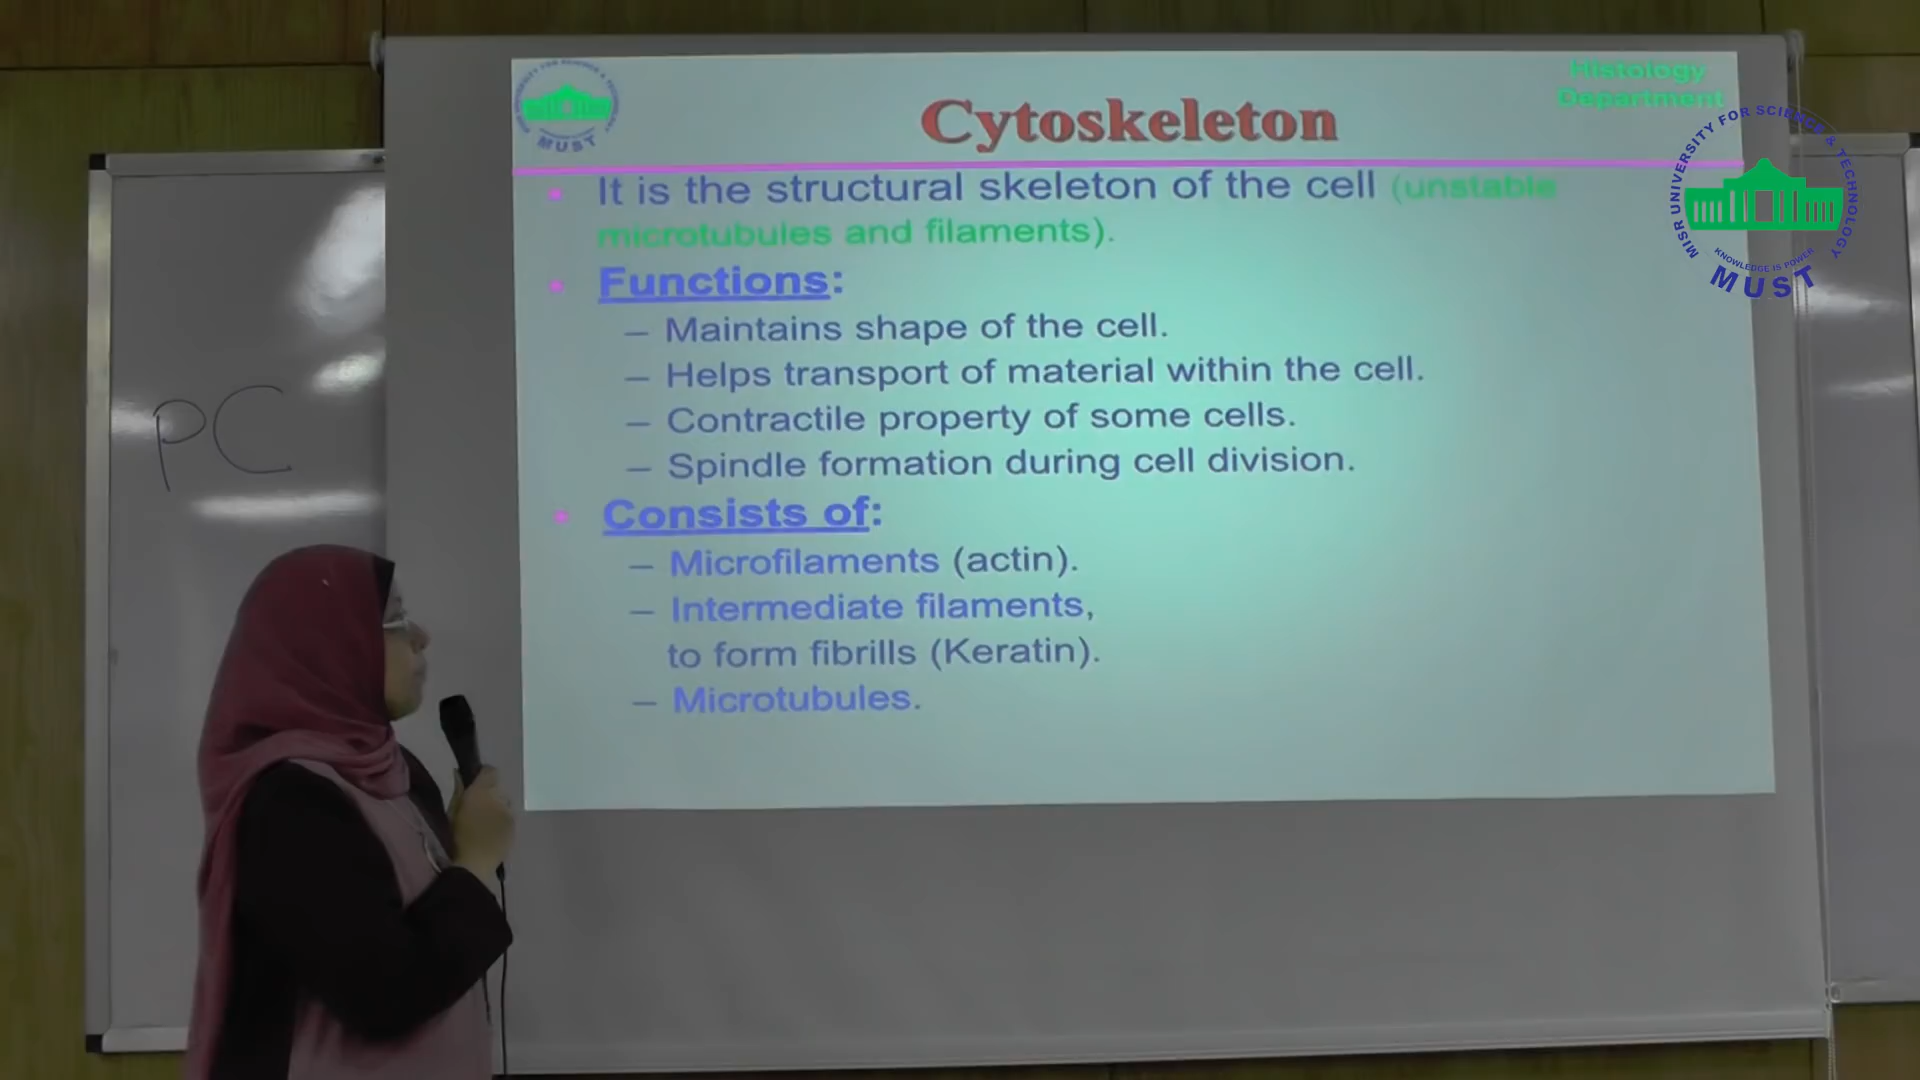 Histology
Department
MUST
Cytoskeleton
MISR UNIVERSITY FOR SCIENCE & TECHNOLOGY
KNOWLEDGE IS POWER
MUST
• It is the structural skeleton of the cell (unstable
microtubules and filaments).
• Functions:
– Maintains shape of the cell.
– Helps transport of material within the cell.
– Contractile property of some cells.
– Spindle formation during cell division.
• Consists of:
– Microfilaments (actin).
– Intermediate filaments,
to form fibrills (Keratin).
– Microtubules.
PC